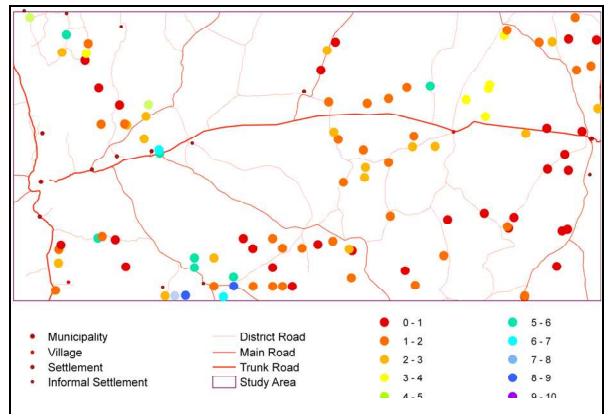 Municipality
Village
Settlement
Informal Settlement
District Road
Main Road
Trunk Road
Study Area
0 - 1
1 - 2
2 - 3
3 - 4
4 - 5
5 - 6
6 - 7
7 - 8
8 - 9
9 - 10